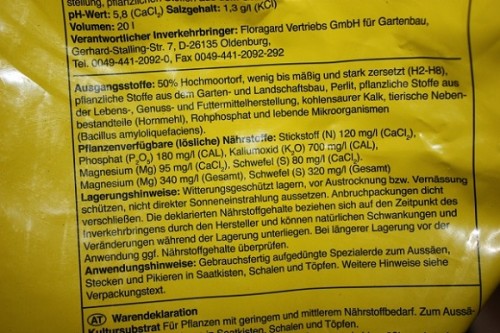 stellung, pflanzlichen Stoffen aus
pH-Wert: 5,8 (CaCl₂) Salzgehalt: 1,3 g/l (KCl)
Volumen: 20 l
Verantwortlicher Inverkehrbringer: Floragard Vertriebs GmbH für Gartenbau,
Gerhard-Stalling-Str. 7, D-26135 Oldenburg,
Tel. 0049-441-2092-0, Fax 0049-441-2092-292
Ausgangsstoffe: 50% Hochmoortorf, wenig bis mäßig und stark zersetzt (H2-H8),
pflanzliche Stoffe aus dem Garten- und Landschaftsbau, Perlit, pflanzliche Stoffe aus
der Lebens-, Genuss- und Futtermittelherstellung, kohlensaurer Kalk, tierische Neben-
bestandteile (Hornmehl), Rohphosphat und lebende Mikroorganismen
(Bacillus amyloliquefaciens).
Pflanzenverfügbare (lösliche) Nährstoffe: Stickstoff (N) 120 mg/l (CaCl₂),
Phosphat (P₂O₅) 180 mg/l (CAL), Kaliumoxid (K₂O) 700 mg/l (CAL),
Magnesium (Mg) 95 mg/l (CaCl₂), Schwefel (S) 80 mg/l (CaCl₂).
Magnesium (Mg) 340 mg/l (Gesamt), Schwefel (S) 320 mg/l (Gesamt)
Lagerungshinweise: Witterungsgeschützt lagern, vor Austrocknung bzw. Vernässung
schützen, nicht direkter Sonneneinstrahlung aussetzen. Anbruchpackungen dicht
verschließen. Die deklarierten Nährstoffgehalte beziehen sich auf den Zeitpunkt des
Inverkehrbringens durch den Hersteller und können natürlichen Schwankungen und
Veränderungen während der Lagerung unterliegen. Bei längerer Lagerung vor
Anwendung ggf. Nährstoffgehalte überprüfen.
Anwendungshinweise: Gebrauchsfertig aufgedüngte Spezialerde zum Aussäen,
Stecken und Pikieren in Saatkisten, Schalen und Töpfen. Weitere Hinweise siehe
Verpackungstext.
AT Warendeklaration
Kultursubstrat Für Pflanzen mit geringem und mittlerem Nährstoffbedarf. Zum Aussä-
in Saatkisten, Schalen und Töpfen.